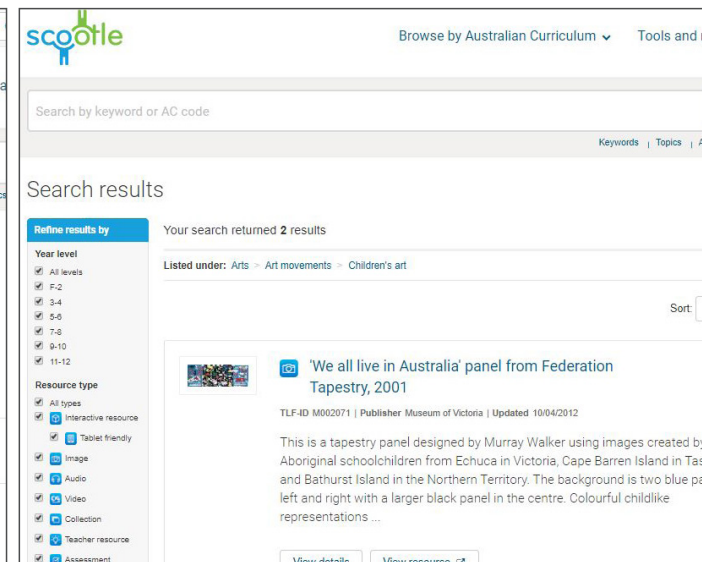 scootle
Browse by Australian Curriculum Tools and
Search by keyword or AC code
Keywords | Topics |
Search results
Refine results by
Year level
All levels
F-2
3-4
5-6
7-8
9-10
11-12
Resource type
All types
Interactive resource
Tablet friendly
Image
Audio
Video
Collection
Teacher resource
Assessment
Your search returned 2 results
Listed under: Arts > Art movements > Children's art
Sort:
'We all live in Australia' panel from Federation
Tapestry, 2001
TLF-ID M002071 | Publisher Museum of Victoria | Updated 10/04/2012
This is a tapestry panel designed by Murray Walker using images created by
Aboriginal schoolchildren from Echuca in Victoria, Cape Barren Island in Tas
and Bathurst Island in the Northern Territory. The background is two blue pa
left and right with a larger black panel in the centre. Colourful childlike
representations ...
View details View resource